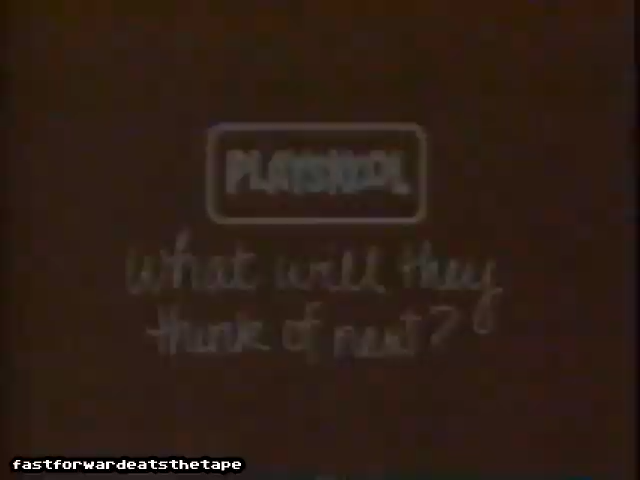 PLAYSKOOL
What will they
think of next?
fastforwardeatsthetape